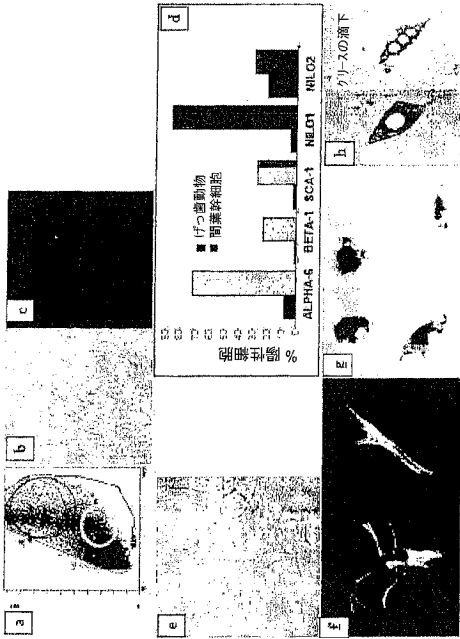 a
b
c
d
% 陽性細胞
げっ歯動物
間葉幹細胞
ALPHA-6
BETA-1
SCA-1
NILO1
NILO2
e
h
グリースの滴下